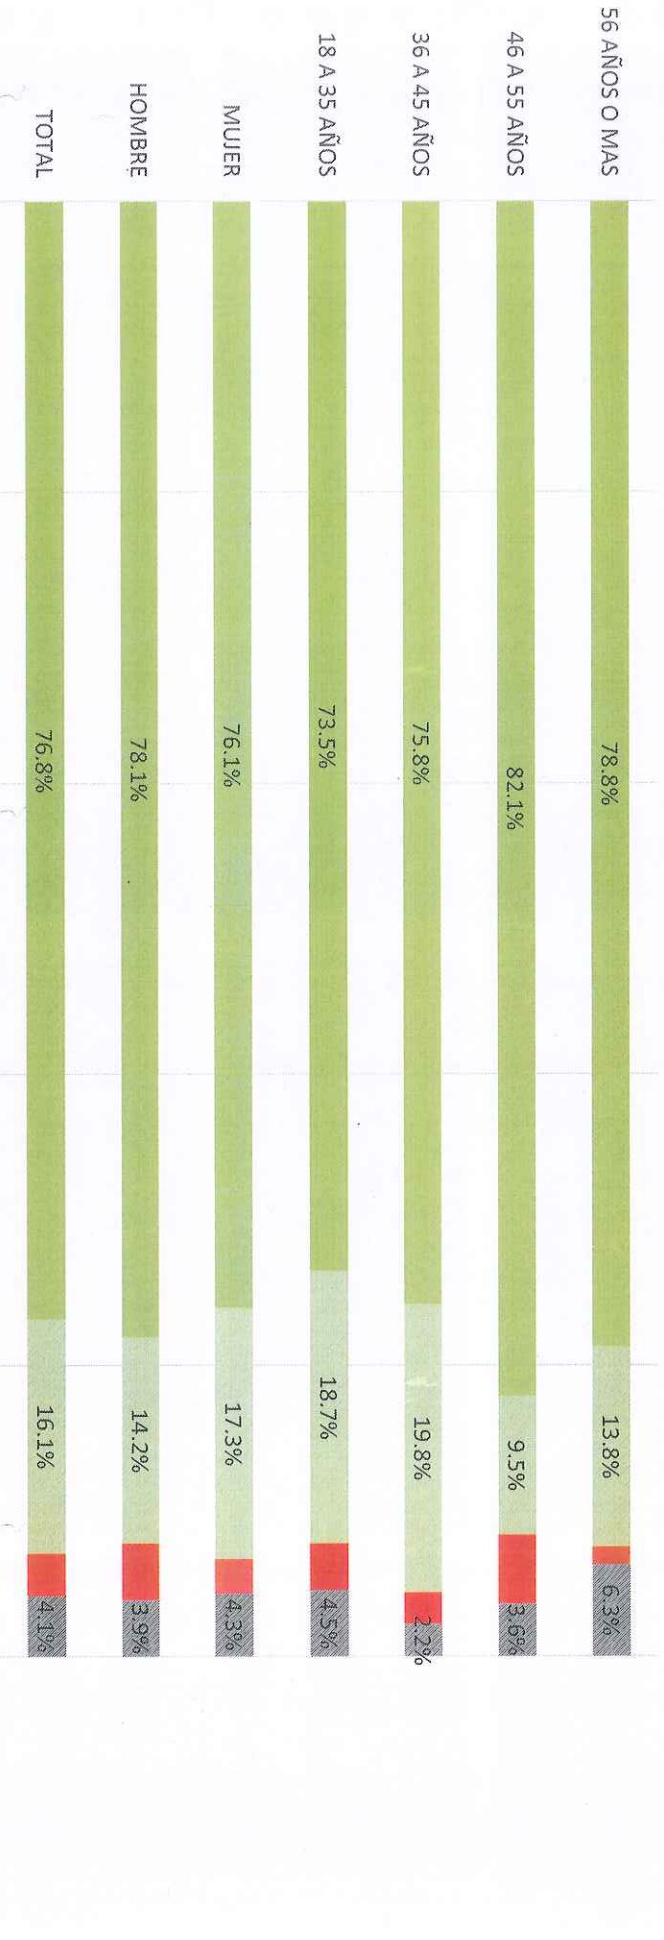 56 AÑOS O MAS 78.8% 13.8% 6.3%
46 A 55 AÑOS 82.1% 9.5% 3.6%
36 A 45 AÑOS 75.8% 19.8% 2.2%
18 A 35 AÑOS 73.5% 18.7% 4.5%
MUJER 76.1% 17.3% 4.3%
HOMBRE 78.1% 14.2% 3.9%
TOTAL 76.8% 16.1% 4.1%